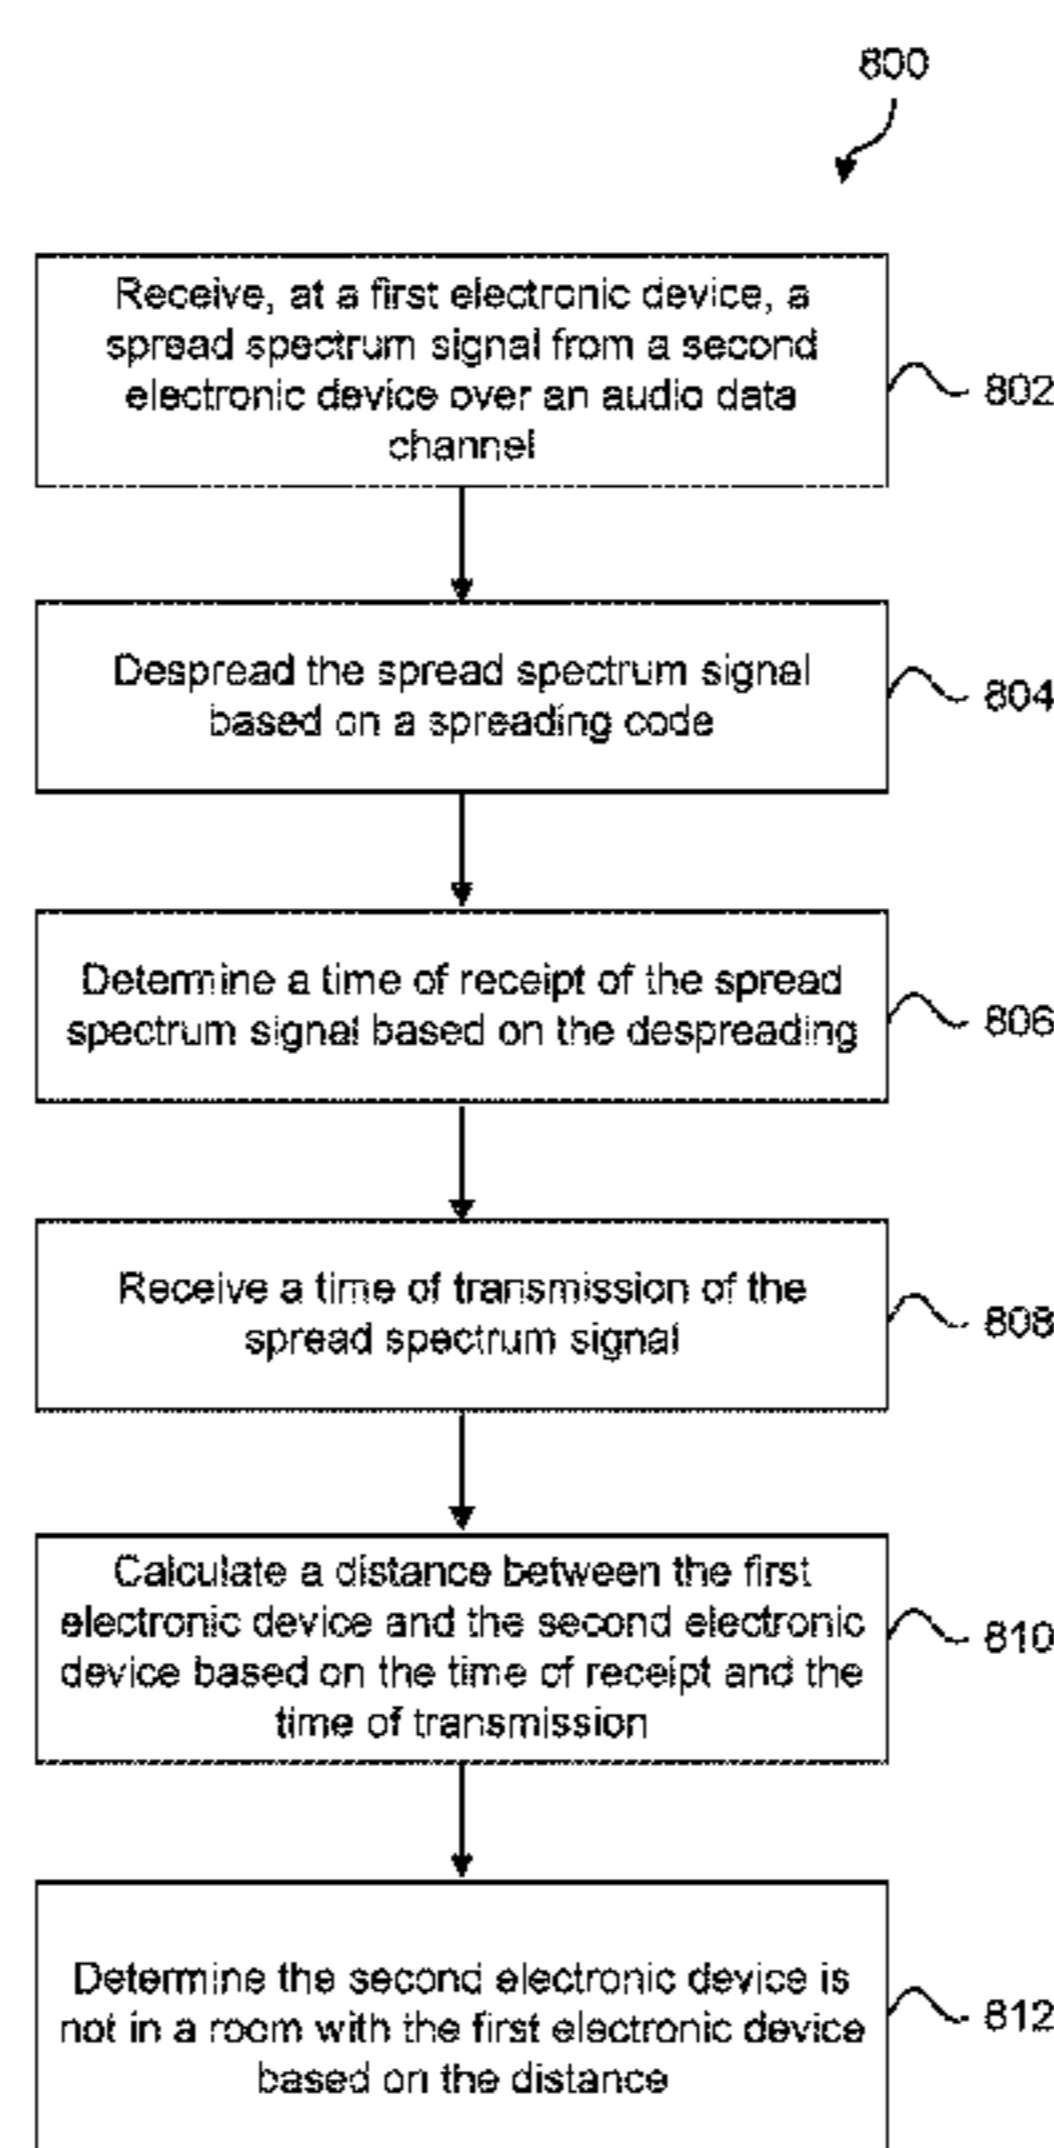 800
Receive, at a first electronic device, a
spread spectrum signal from a second
electronic device over an audio data
channel
802
Despread the spread spectrum signal
based on a spreading code
804
Determine a time of receipt of the spread
spectrum signal based on the despreading
806
Receive a time of transmission of the
spread spectrum signal
808
Calculate a distance between the first
electronic device and the second electronic
device based on the time of receipt and the
time of transmission
810
Determine the second electronic device is
not in a room with the first electronic device
based on the distance
812